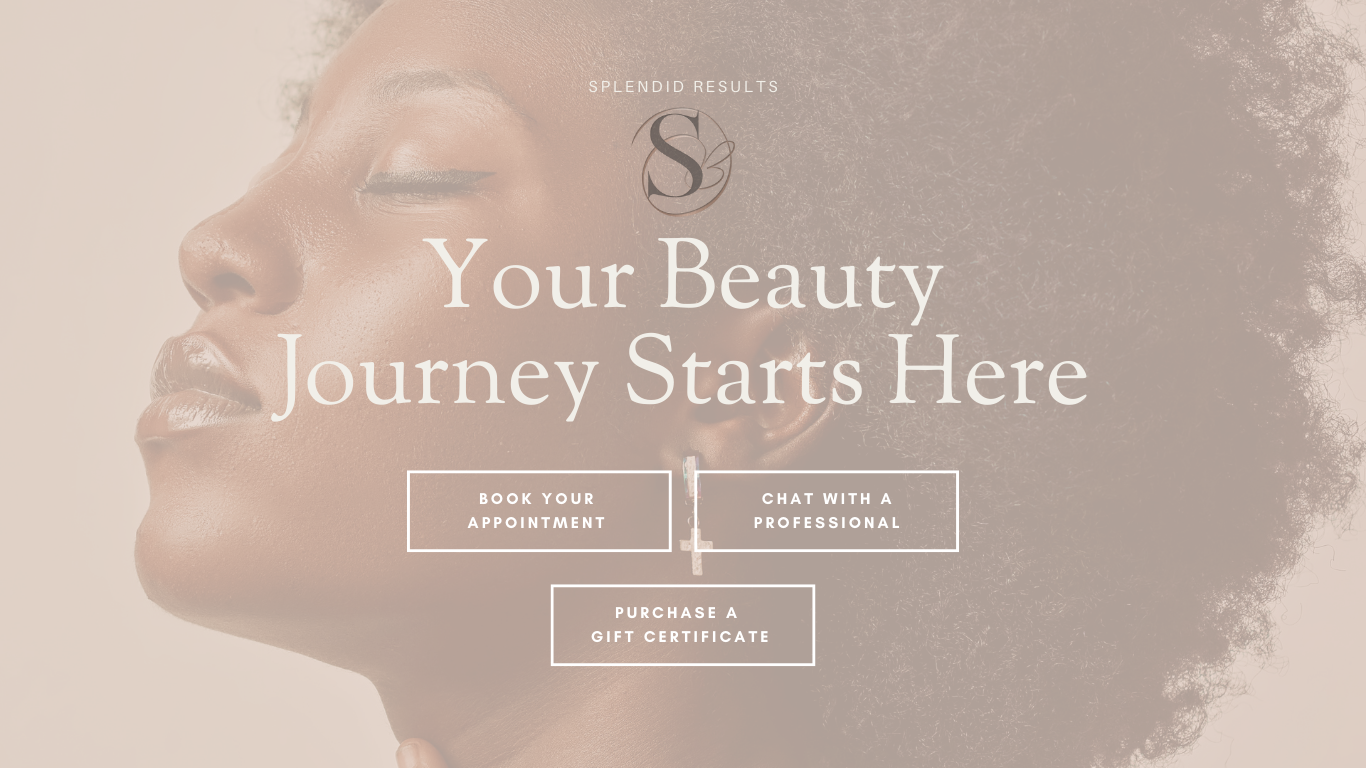 SPLENDID RESULTS
S
Your Beauty
Journey Starts Here
BOOK YOUR
APPOINTMENT
CHAT WITH A
PROFESSIONAL
PURCHASE A
GIFT CERTIFICATE